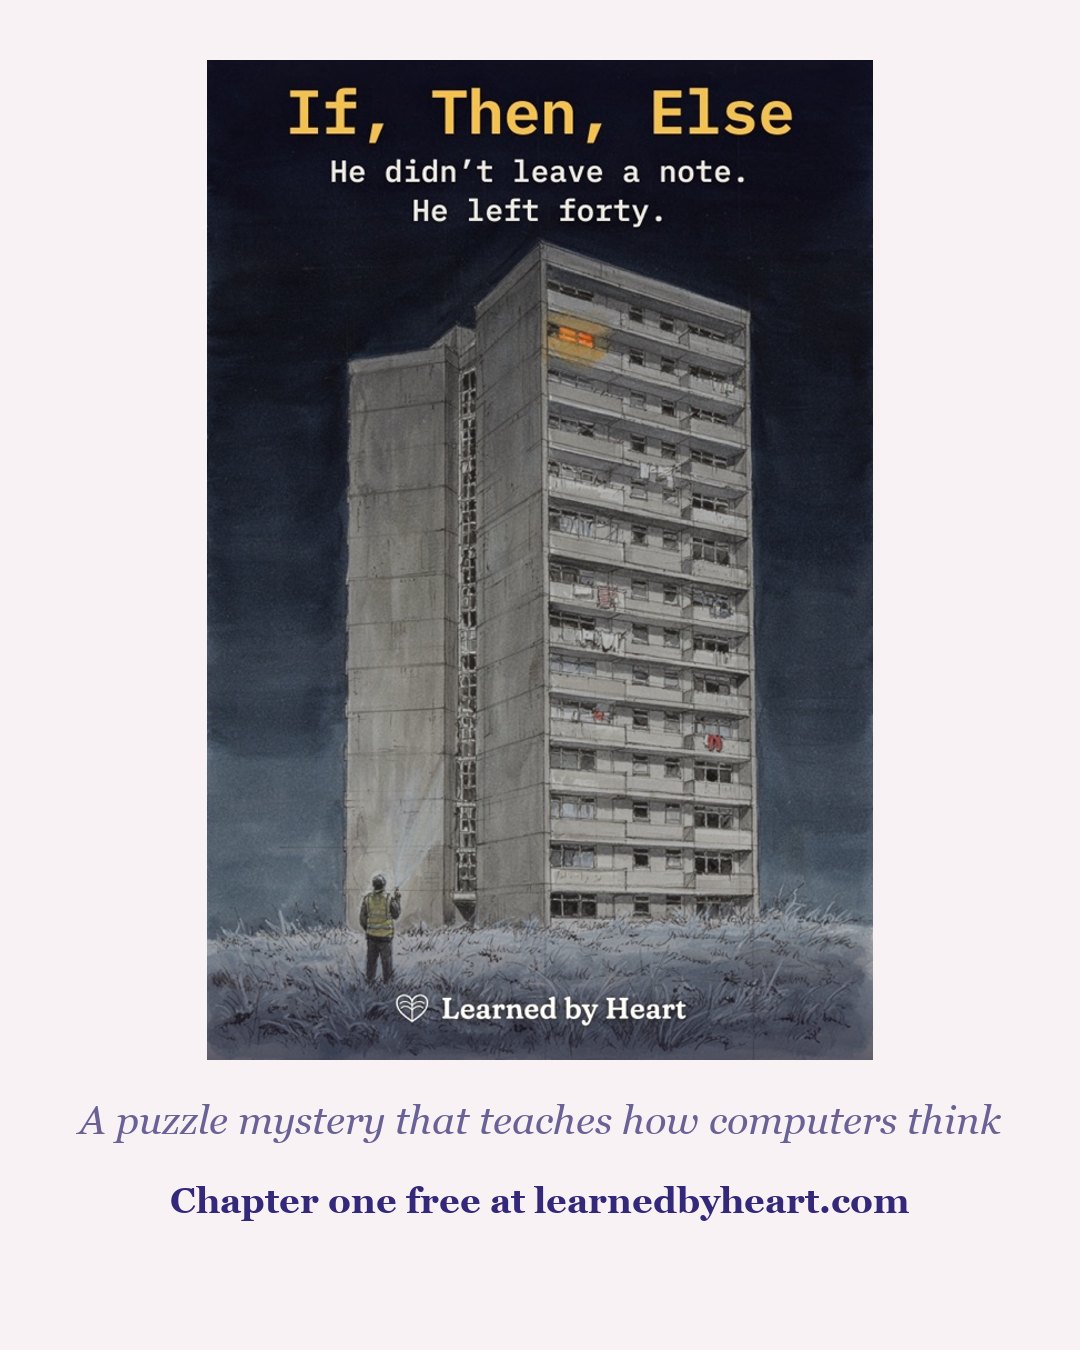 If, Then, Else
He didn’t leave a note.
He left forty.
Learned by Heart
A puzzle mystery that teaches how computers think
Chapter one free at learnedbyheart.com